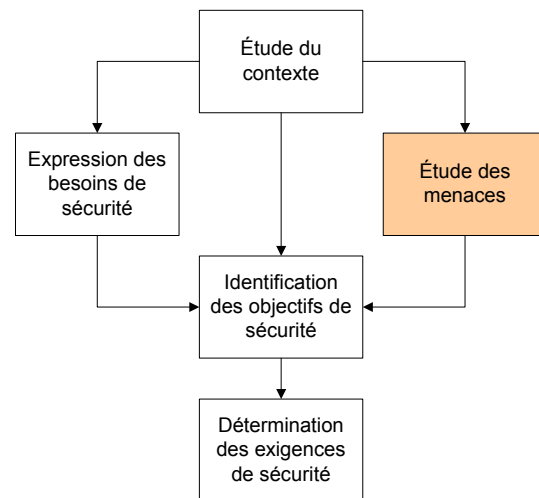 Étude du
contexte
Expression des
besoins de
sécurité
Étude des
menaces
Identification
des objectifs de
sécurité
Détermination
des exigences
de sécurité